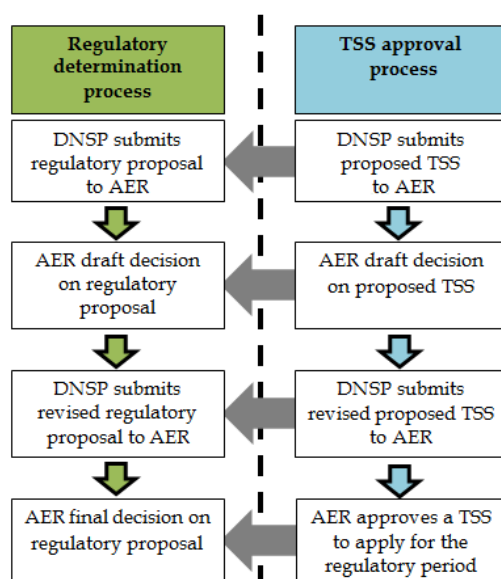 Regulatory
determination
process
TSS approval
process
DNSP submits
regulatory proposal
to AER
DNSP submits
proposed TSS
to AER
AER draft decision
on regulatory
proposal
AER draft decision
on proposed TSS
DNSP submits
revised regulatory
proposal to AER
DNSP submits
revised proposed TSS
to AER
AER final decision on
regulatory proposal
AER approves a TSS
to apply for the
regulatory period